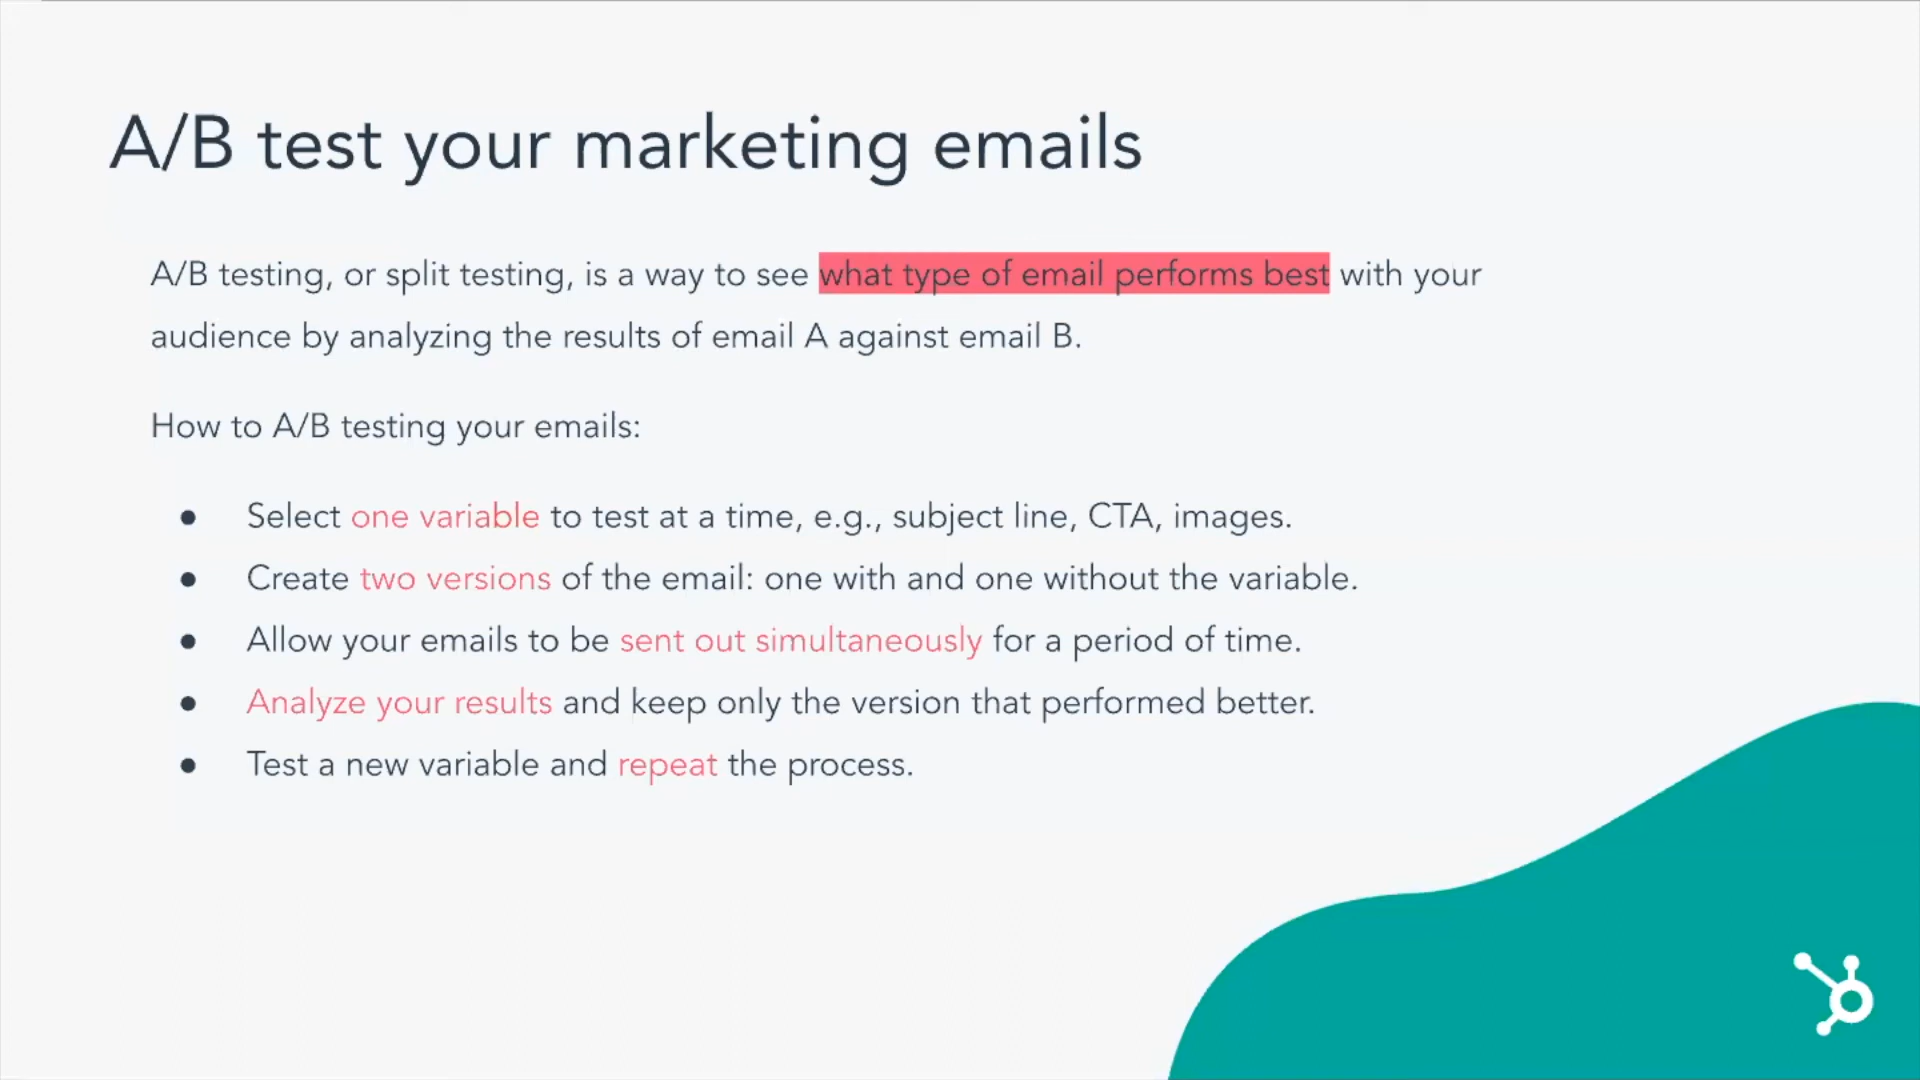 A/B test your marketing emails
A/B testing, or split testing, is a way to see what type of email performs best with your
audience by analyzing the results of email A against email B.
How to A/B testing your emails:
● Select one variable to test at a time, e.g., subject line, CTA, images.
● Create two versions of the email: one with and one without the variable.
● Allow your emails to be sent out simultaneously for a period of time.
● Analyze your results and keep only the version that performed better.
● Test a new variable and repeat the process.